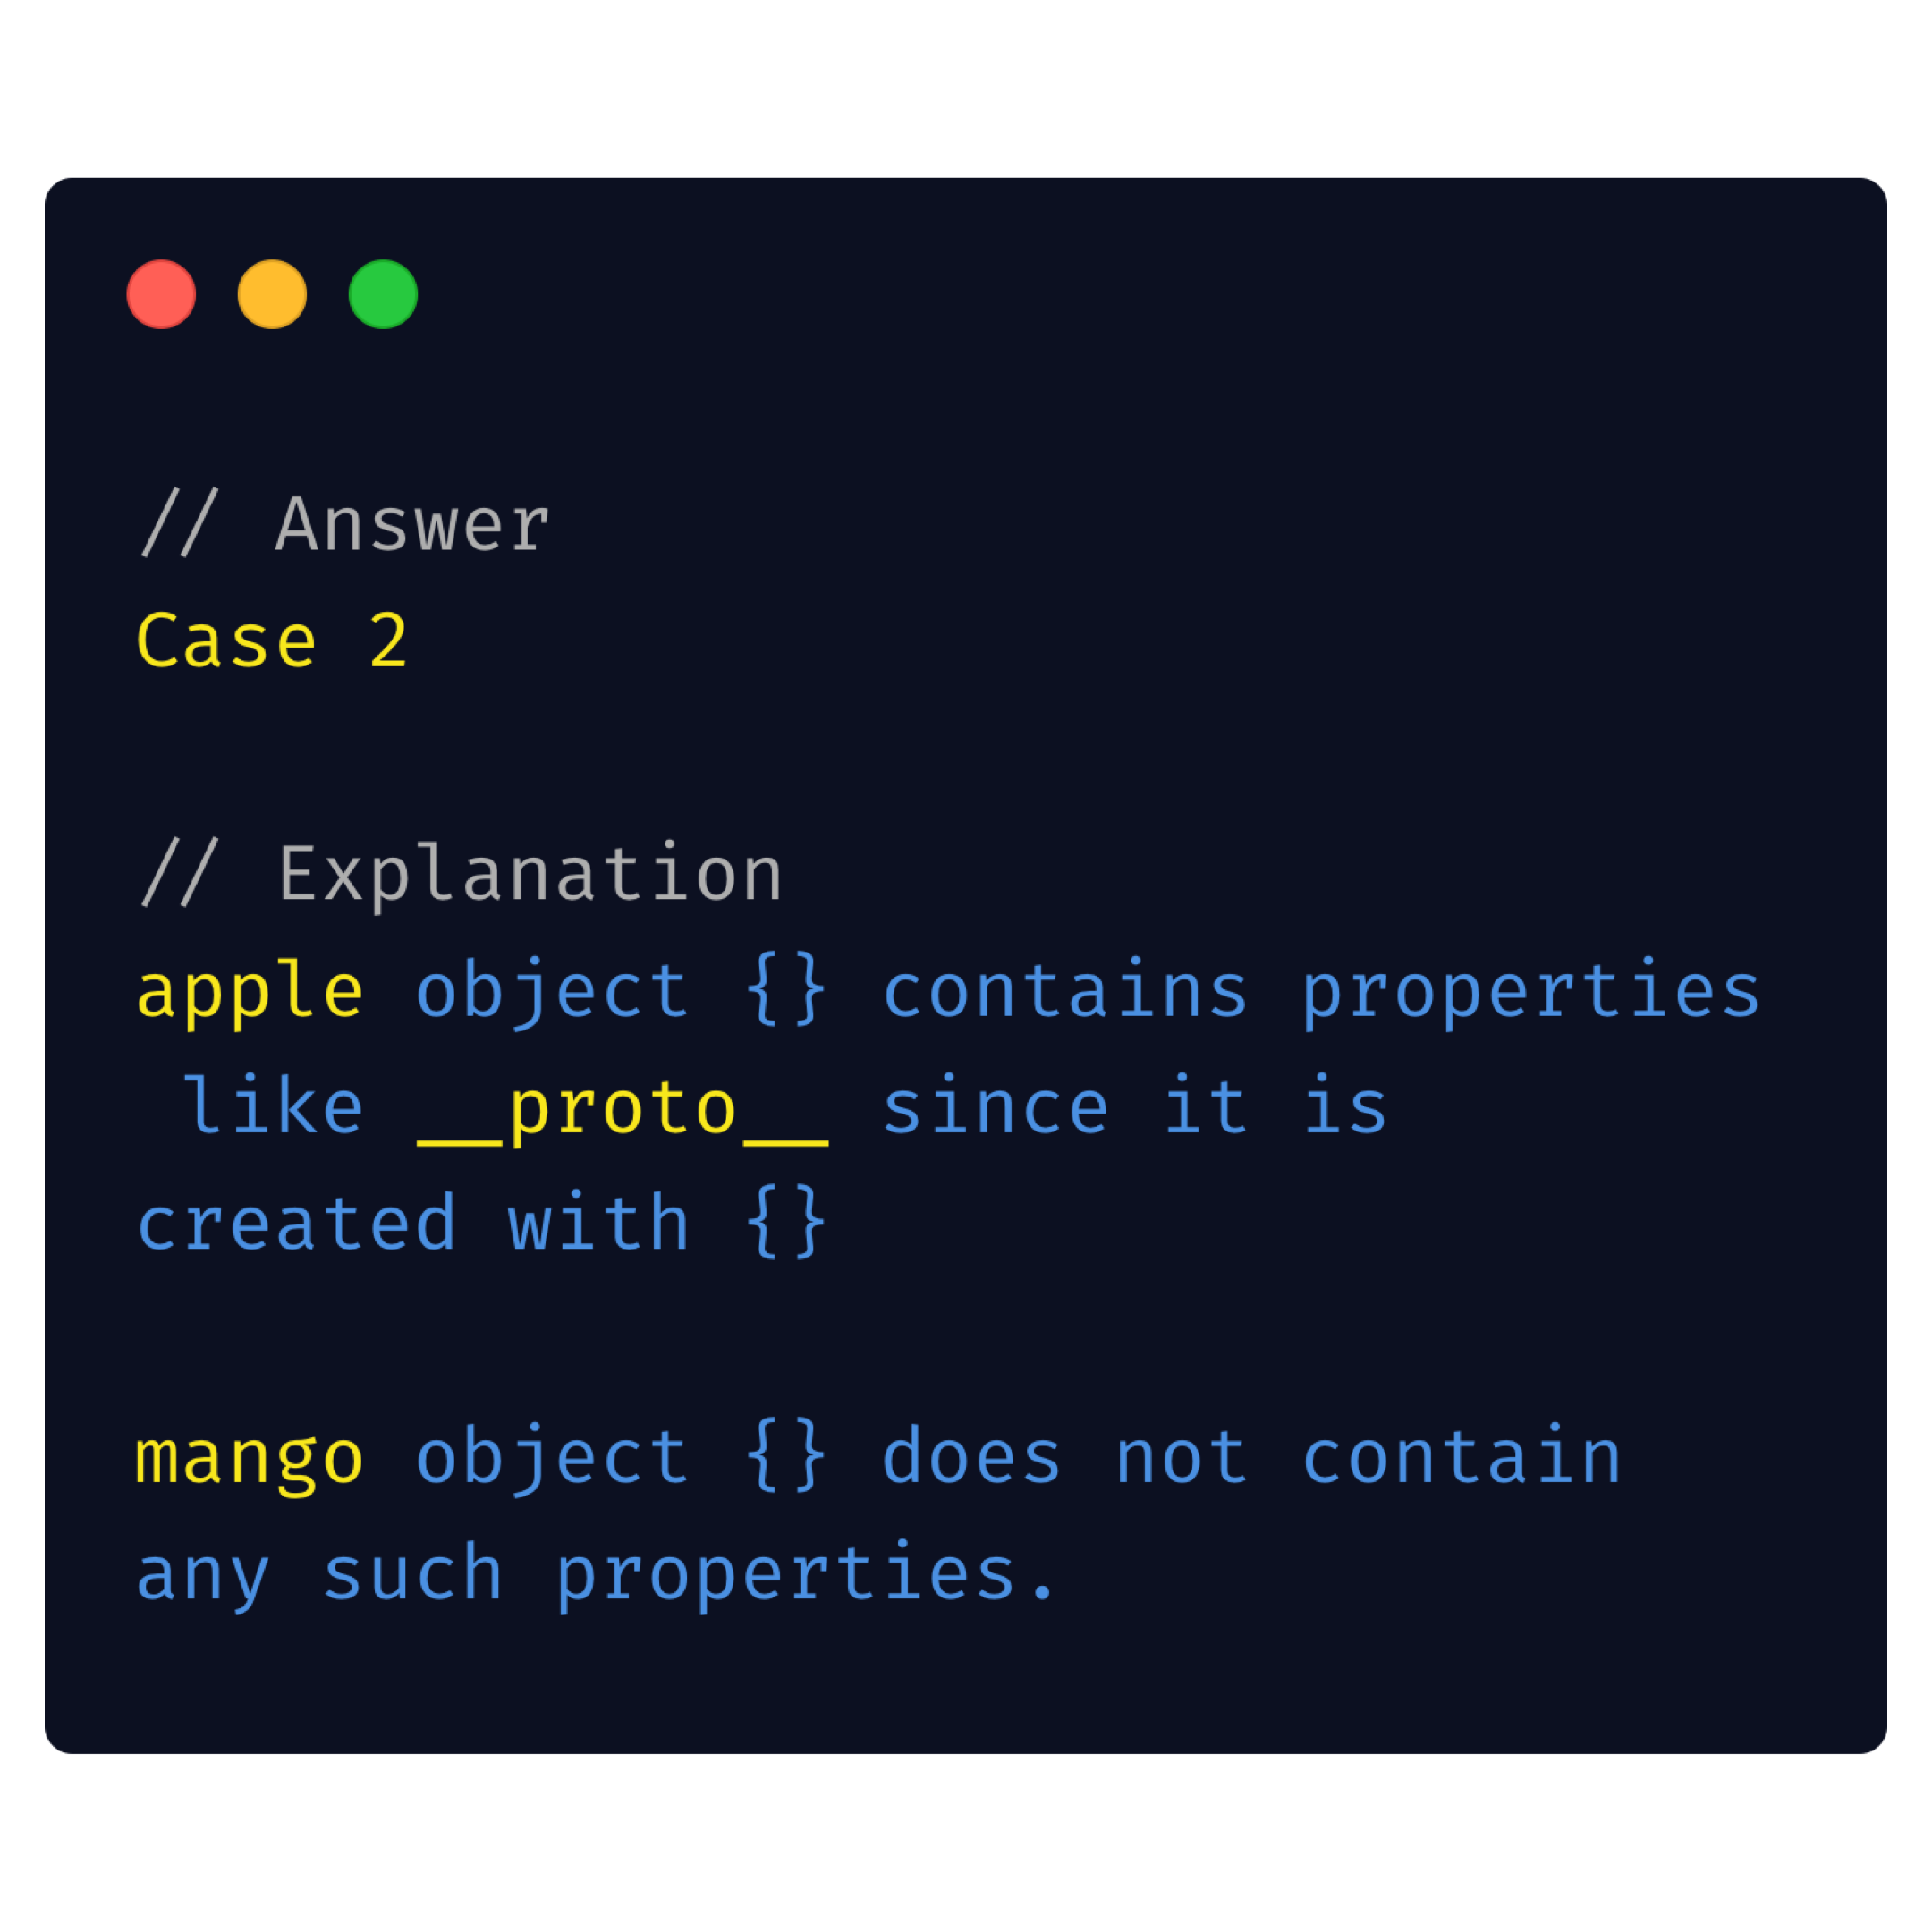 // Answer
Case 2
// Explanation
apple object {} contains properties
like __proto__ since it is
created with {}
mango object {} does not contain
any such properties.